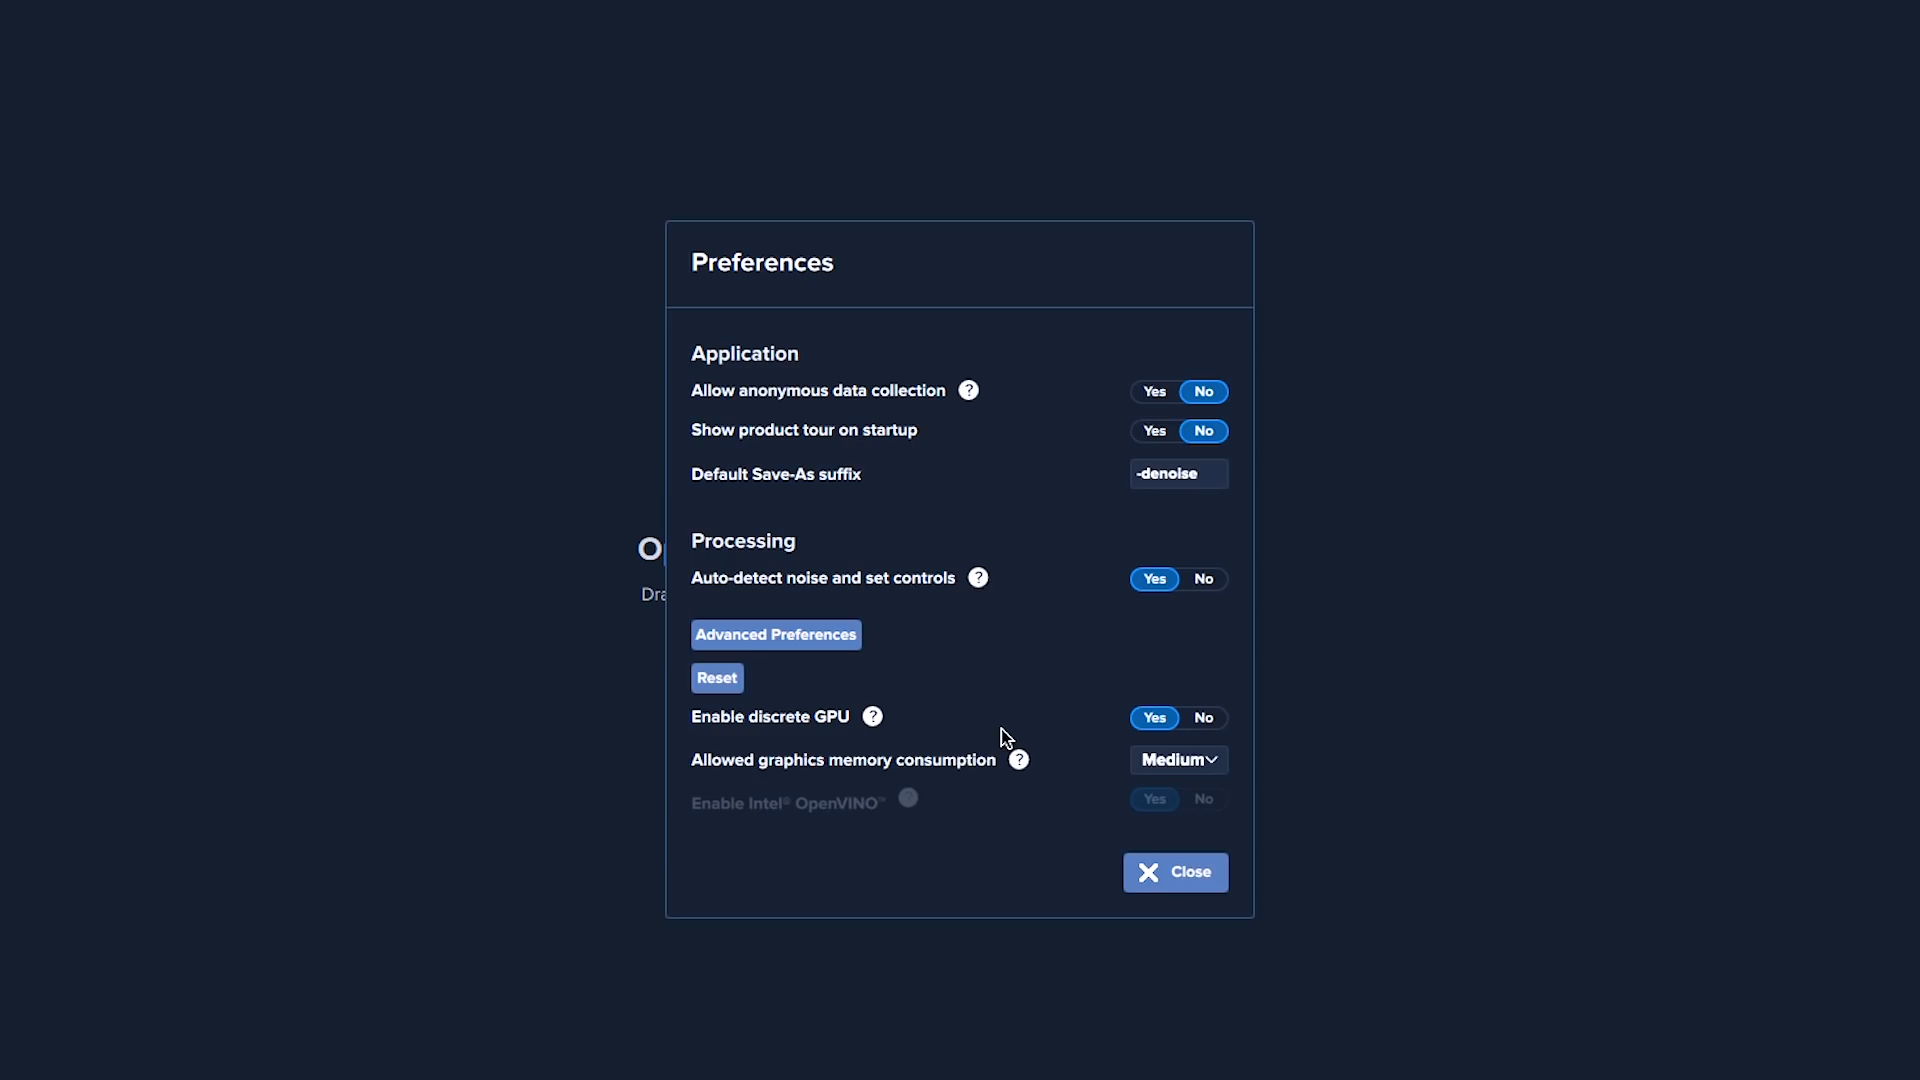 Preferences
Application
Allow anonymous data collection ? Yes No
Show product tour on startup Yes No
Default Save-As suffix -denoise
Processing
Auto-detect noise and set controls ? Yes No
Advanced Preferences
Reset
Enable discrete GPU ? Yes No
Allowed graphics memory consumption ? Medium
Enable Intel® OpenVINO™ Yes No
Close